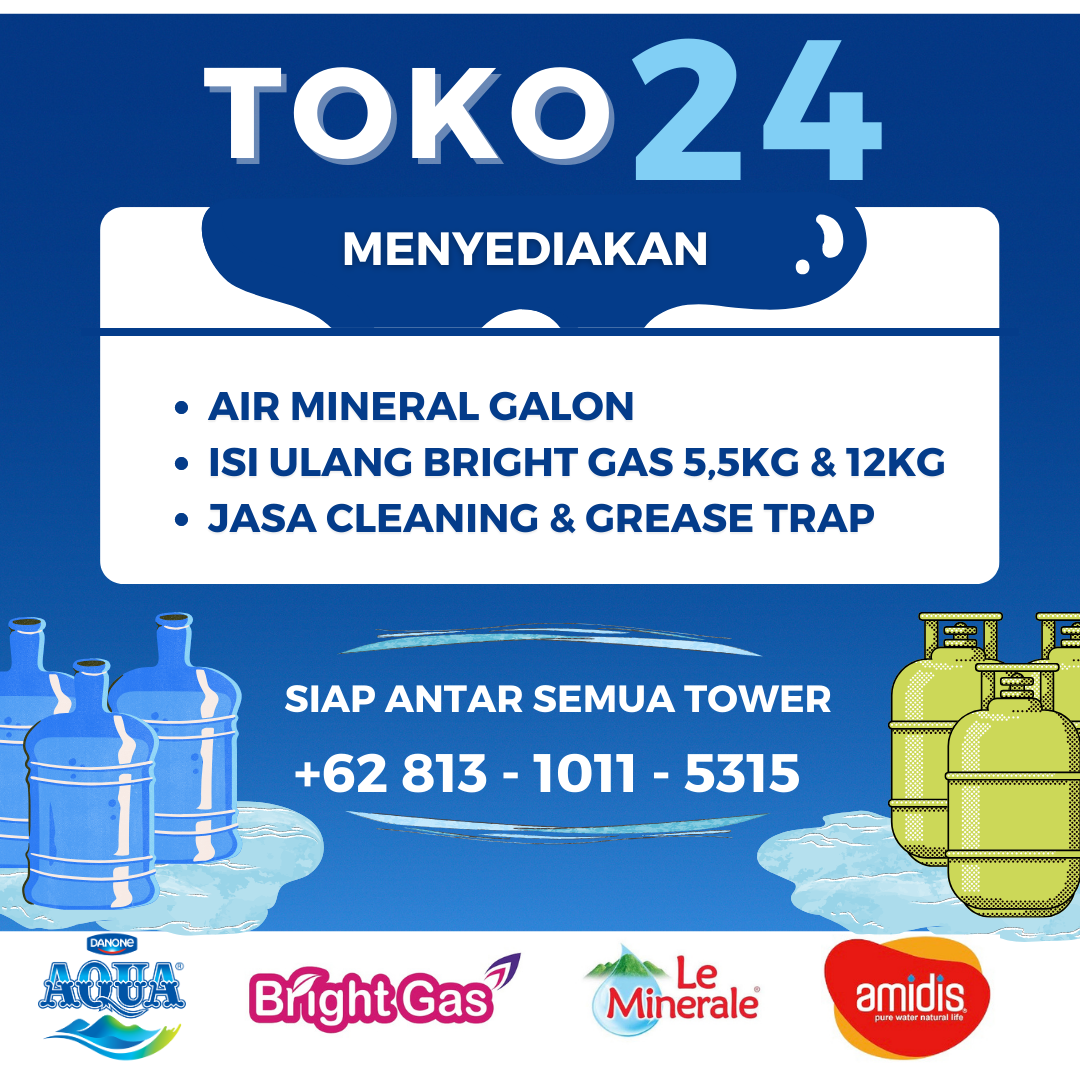 TOKO24
MENYEDIAKAN
• AIR MINERAL GALON
• ISI ULANG BRIGHT GAS 5,5KG & 12KG
• JASA CLEANING & GREASE TRAP
SIAP ANTAR SEMUA TOWER
+62 813 - 1011 - 5315
DANONE
AQUA®
Bright Gas
Le
Minerale®
amidis
pure water natural life